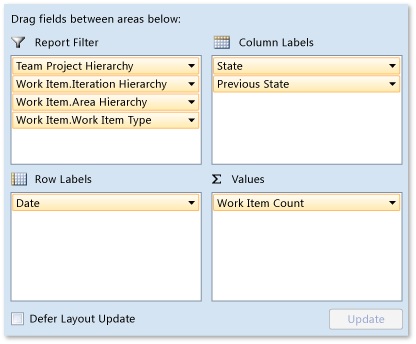 Drag fields between areas below:
Report Filter
Team Project Hierarchy
Work Item.Iteration Hierarchy
Work Item.Area Hierarchy
Work Item.Work Item Type
Column Labels
State
Previous State
Row Labels
Date
Σ Values
Work Item Count
Defer Layout Update
Update